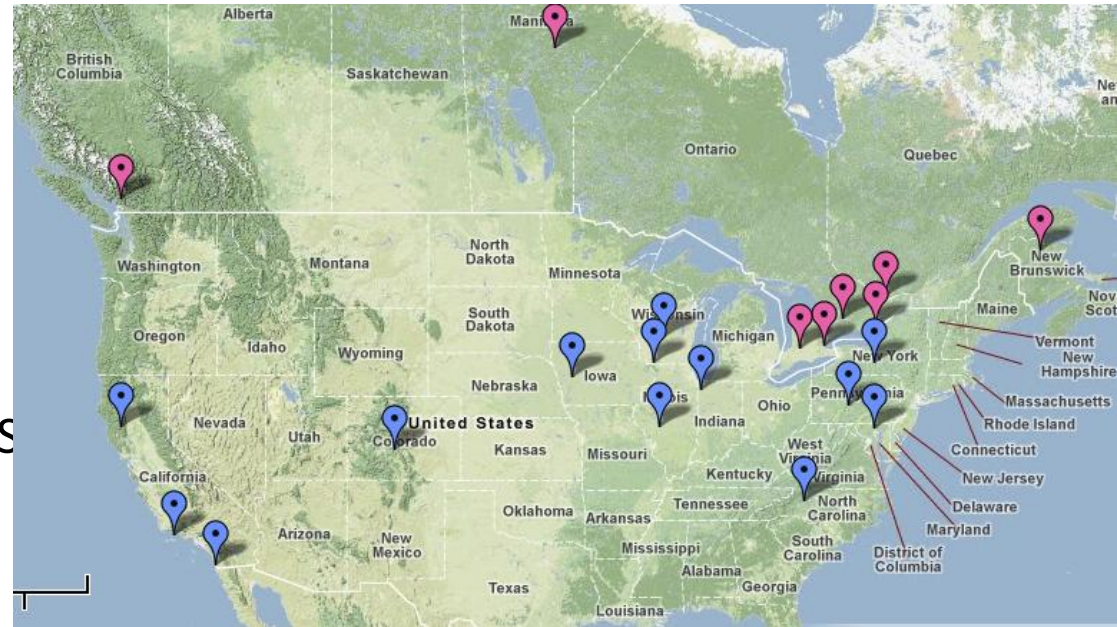 Alberta
Manitoba
British
Columbia
Saskatchewan
Ontario
Quebec
New
Brunswick
Washington
Montana
North
Dakota
Minnesota
Maine
Wisconsin
Michigan
South
Dakota
Oregon
Idaho
Wyoming
Vermont
New York
New
Hampshire
Iowa
Nebraska
Massachusetts
Pennsylvania
Illinois
Ohio
Indiana
Rhode Island
Nevada
United States
Utah
Colorado
Connecticut
Kansas
Missouri
West
Virginia
Virginia
New Jersey
California
Kentucky
Delaware
Oklahoma
Arkansas
Tennessee
North
Carolina
Maryland
Arizona
New
Mexico
Mississippi
South
Carolina
District of
Columbia
Alabama
Georgia
Texas
Louisiana
S